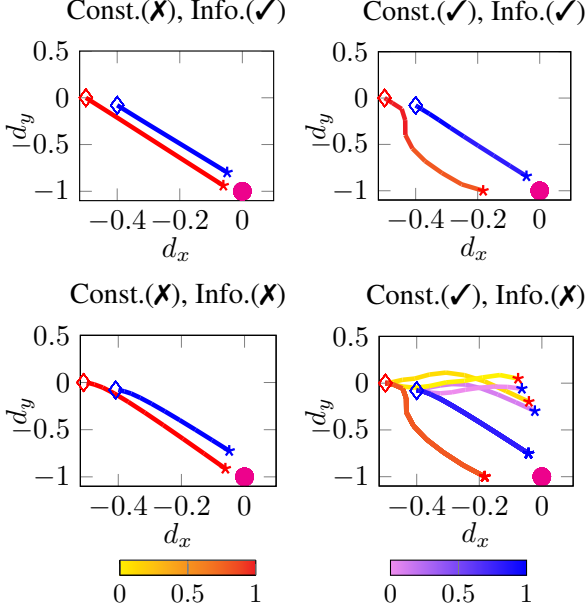 Const.(✗), Info.(✓) Const.(✓), Info.(✓)
0.5 0.5
0 0
−0.5 −0.5
−1 −1
d_y d_y
−0.4 −0.2 0 −0.4 −0.2 0
d_x d_x
Const.(✗), Info.(✗) Const.(✓), Info.(✗)
0.5 0.5
0 0
−0.5 −0.5
−1 −1
d_y d_y
−0.4 −0.2 0 −0.4 −0.2 0
d_x d_x
0 0.5 1 0 0.5 1